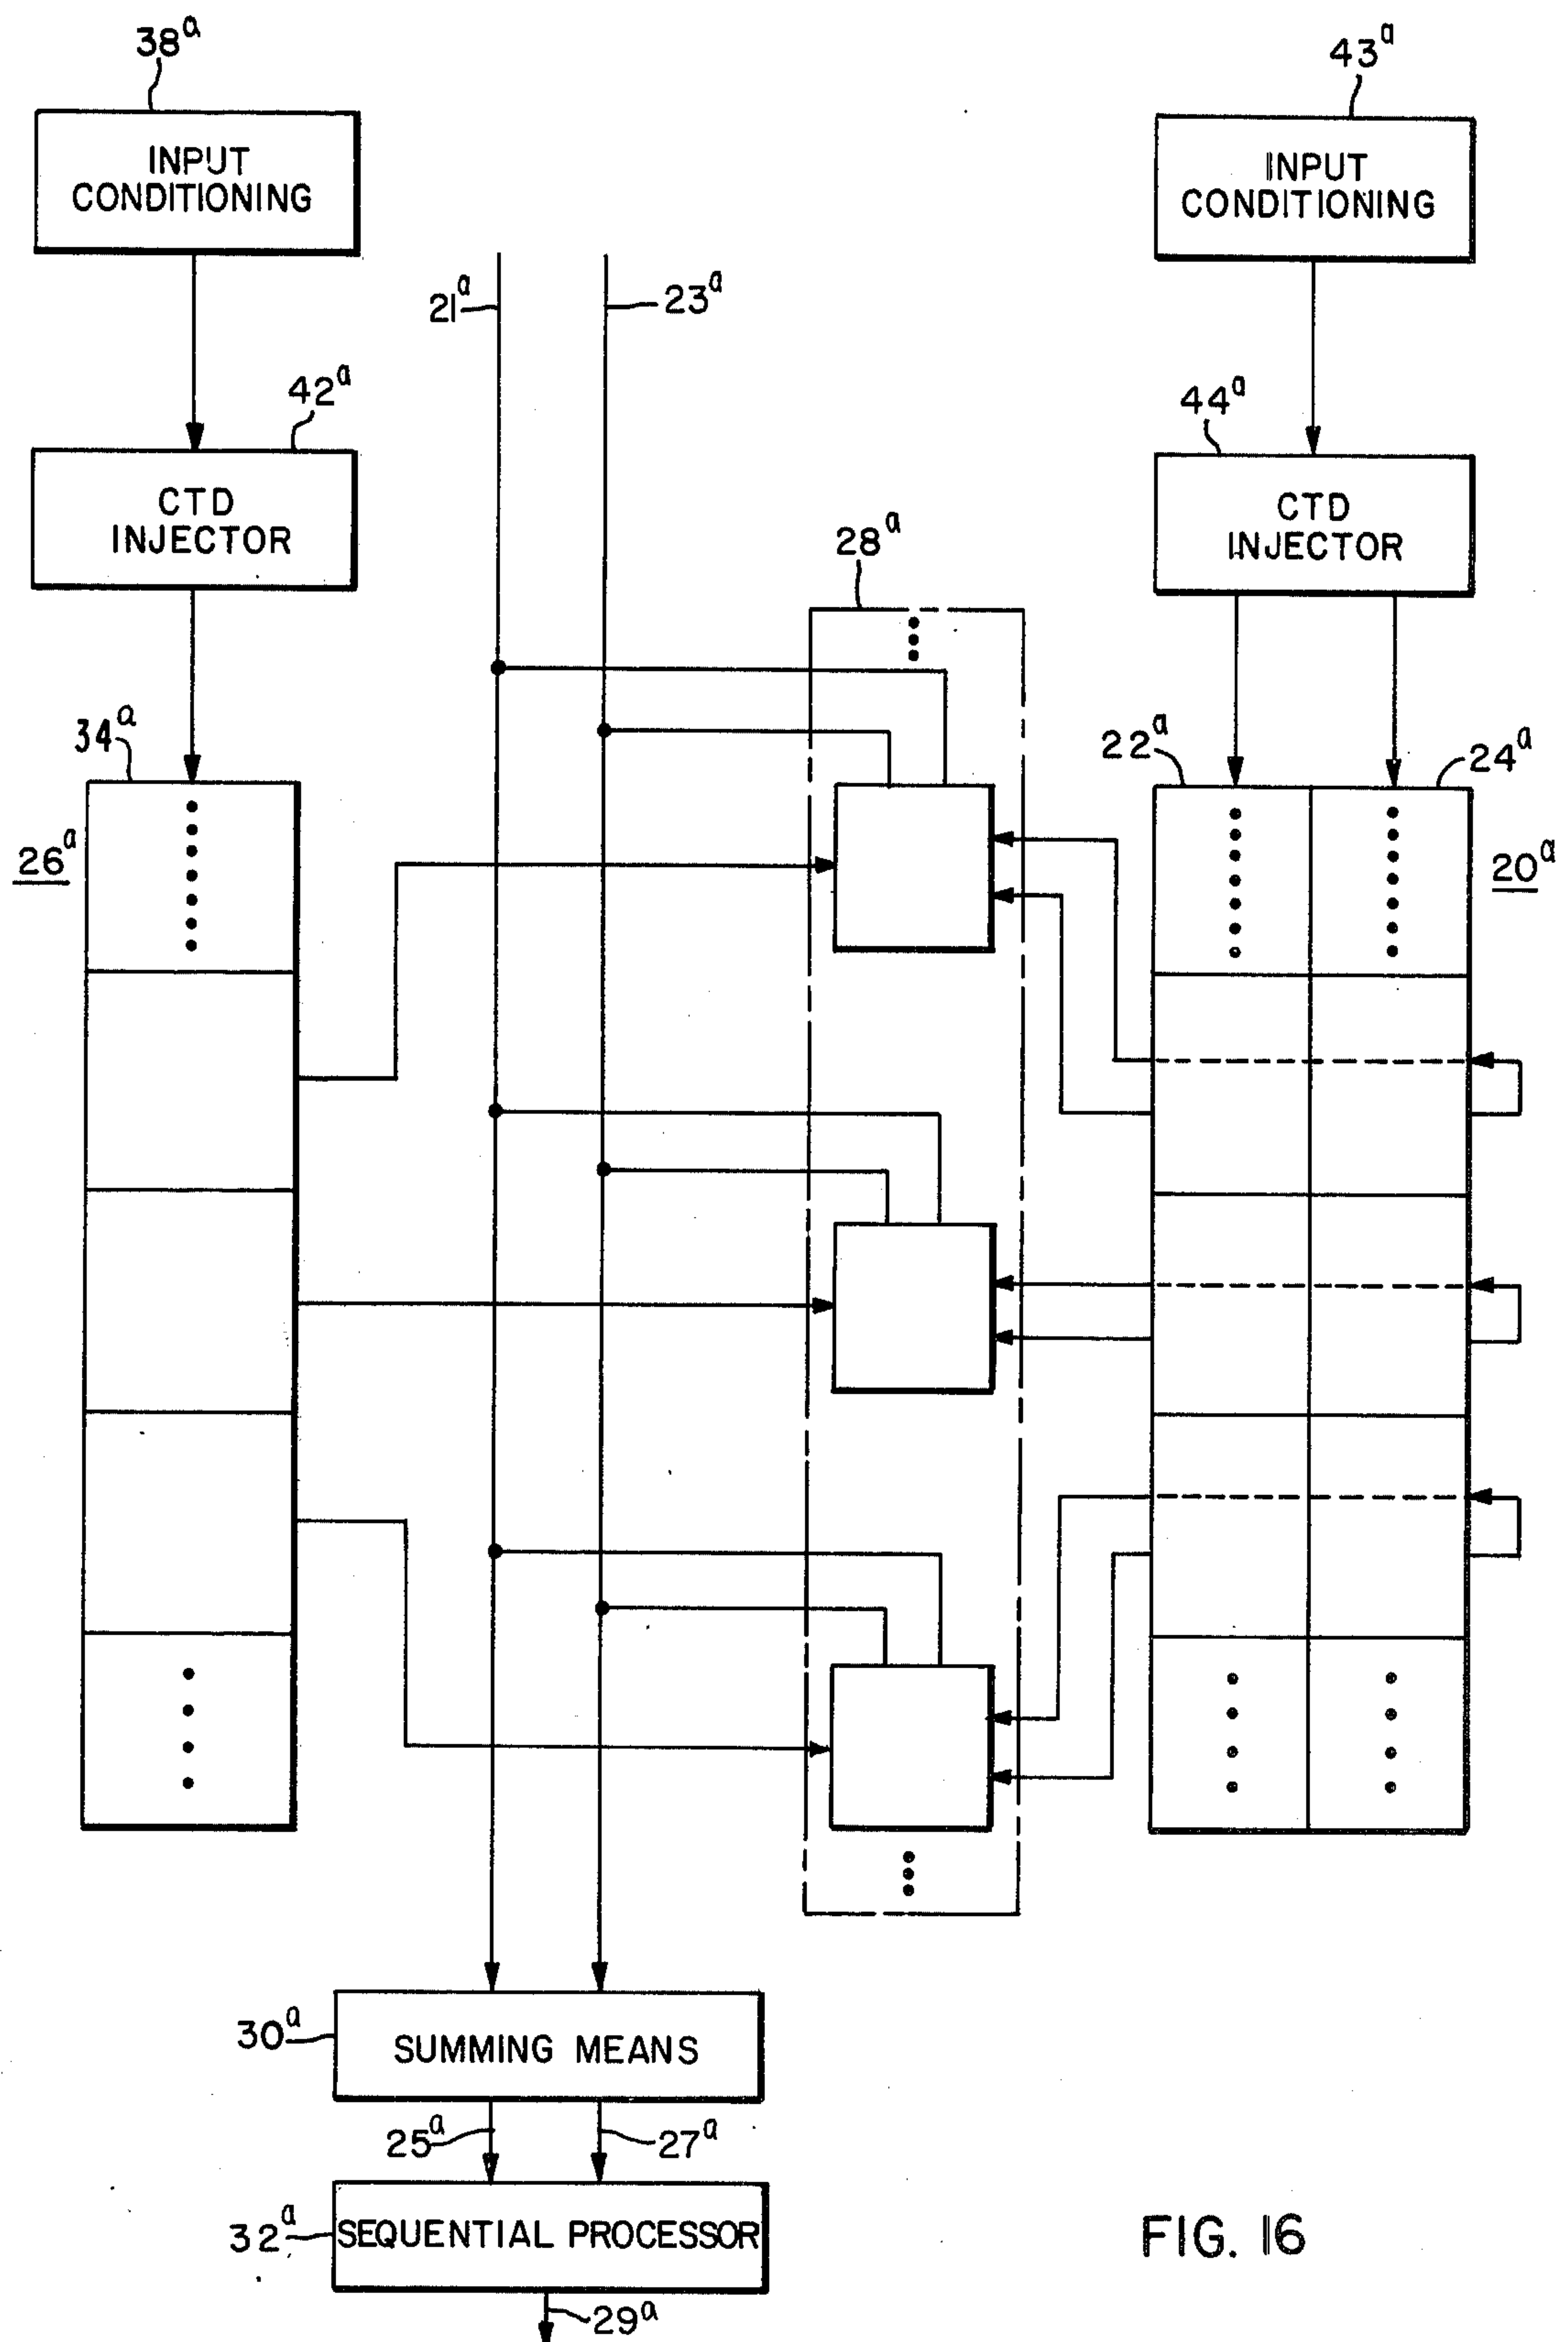 38ᵃ
43ᵃ
INPUT
CONDITIONING
INPUT
CONDITIONING
21ᵃ
23ᵃ
42ᵃ
44ᵃ
CTD
INJECTOR
CTD
INJECTOR
28ᵃ
34ᵃ
22ᵃ
24ᵃ
26ᵃ
20ᵃ
30ᵃ
SUMMING MEANS
25ᵃ
27ᵃ
32ᵃ
SEQUENTIAL PROCESSOR
29ᵃ
FIG. 16